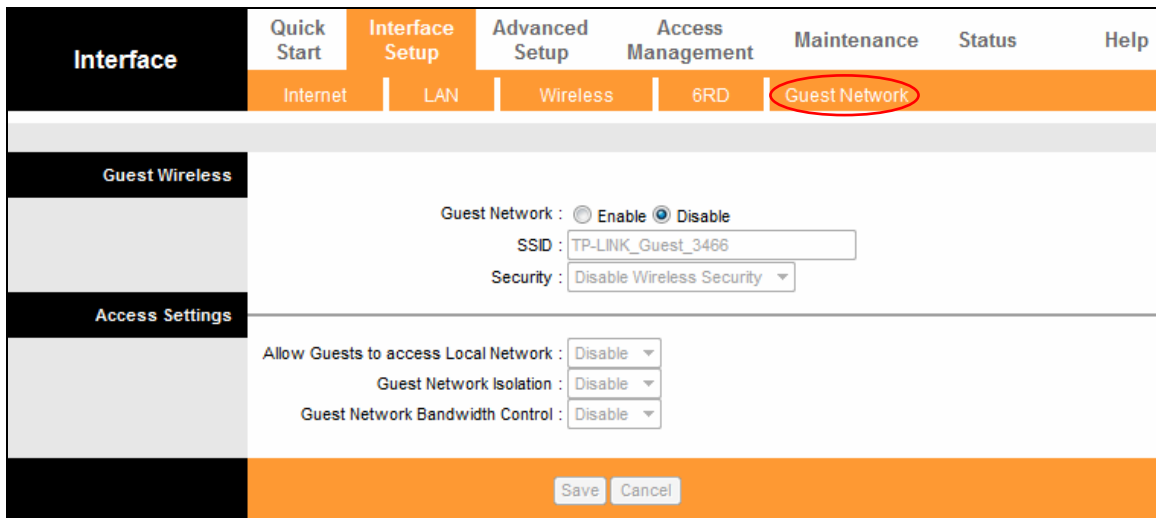 Interface
Quick Start
Interface Setup
Advanced Setup
Access Management
Maintenance
Status
Help
Internet
LAN
Wireless
6RD
Guest Network
Guest Wireless
Guest Network : Enable Disable
SSID : TP-LINK_Guest_3466
Security : Disable Wireless Security
Access Settings
Allow Guests to access Local Network : Disable
Guest Network Isolation : Disable
Guest Network Bandwidth Control : Disable
Save Cancel